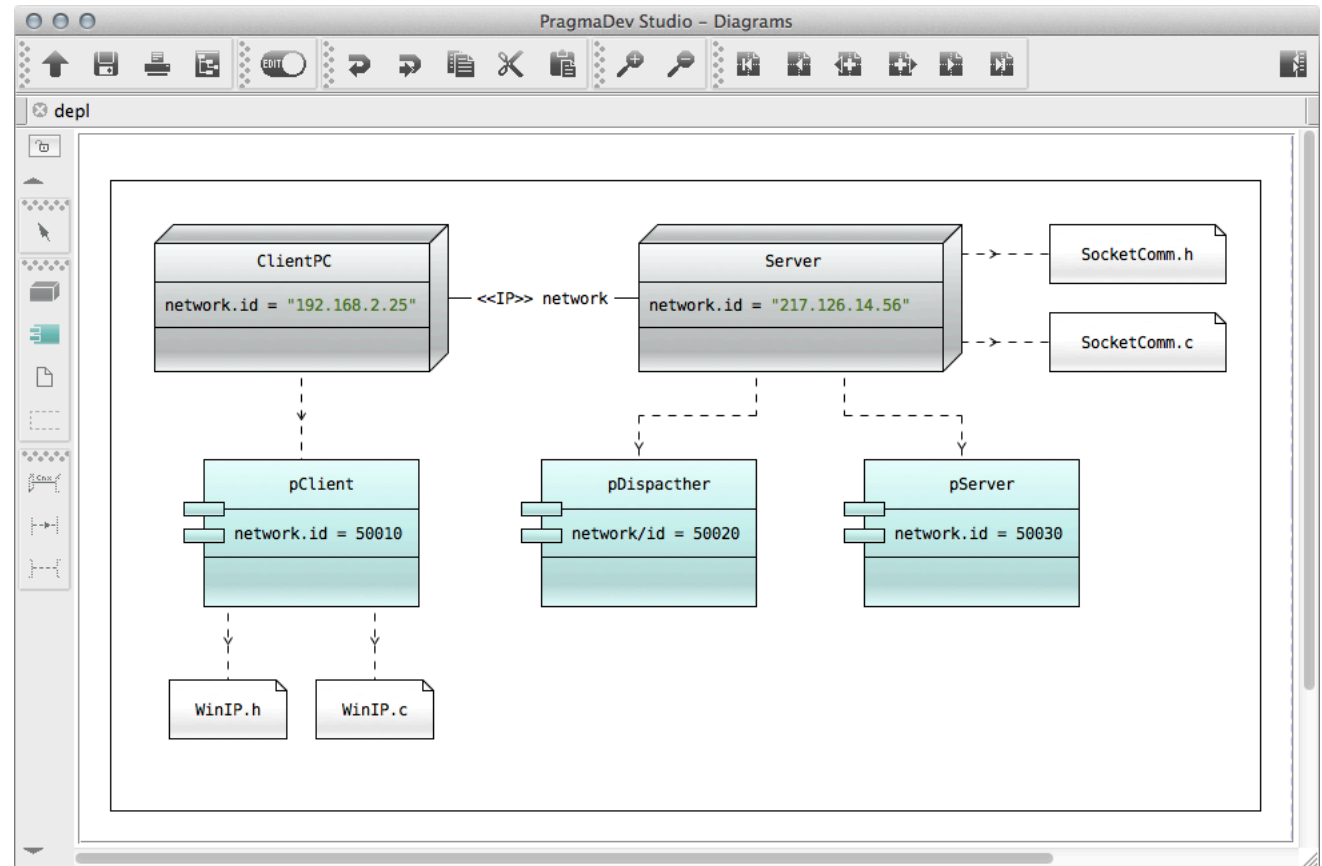 PragmaDev Studio – Diagrams
EDIT
depl
ClientPC
network.id = "192.168.2.25"
<<IP>> network
Server
network.id = "217.126.14.56"
SocketComm.h
SocketComm.c
pClient
network.id = 50010
pDispacther
network/id = 50020
pServer
network.id = 50030
Cnx
WinIP.h
WinIP.c